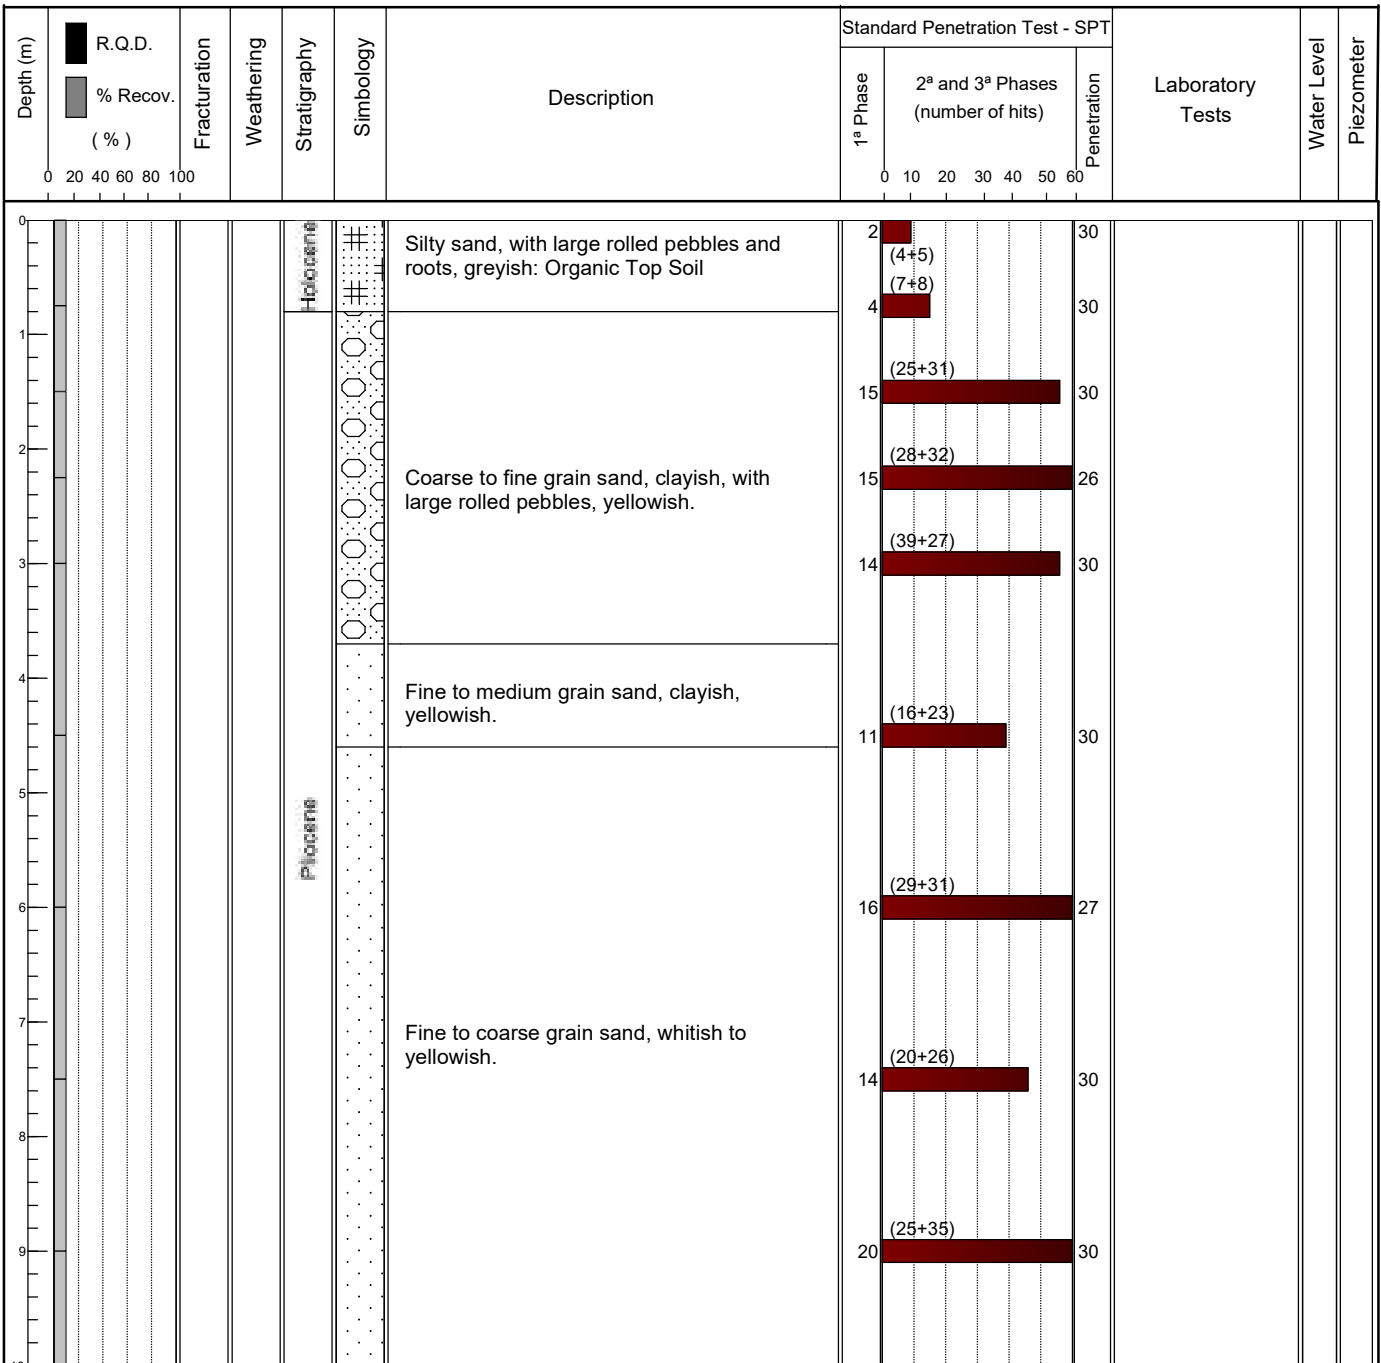 Depth (m)
R.Q.D.
% Recov.
( % )
0 20 40 60 80 100
Fracturation
Weathering
Stratigraphy
Simbology
Description
Standard Penetration Test - SPT
1ª Phase
2ª and 3ª Phases
(number of hits)
0 10 20 30 40 50 60
Penetration
Laboratory
Tests
Water Level
Piezometer
0
Holocene
Silty sand, with large rolled pebbles and
roots, greyish: Organic Top Soil
2
(4+5)
30
(7+8)
4
30
1
(25+31)
15
30
2
Coarse to fine grain sand, clayish, with
large rolled pebbles, yellowish.
(28+32)
15
26
(39+27)
3
14
30
4
Fine to medium grain sand, clayish,
yellowish.
(16+23)
11
30
5
Pliocene
(29+31)
6
16
27
7
Fine to coarse grain sand, whitish to
yellowish.
(20+26)
14
30
8
(25+35)
9
20
30